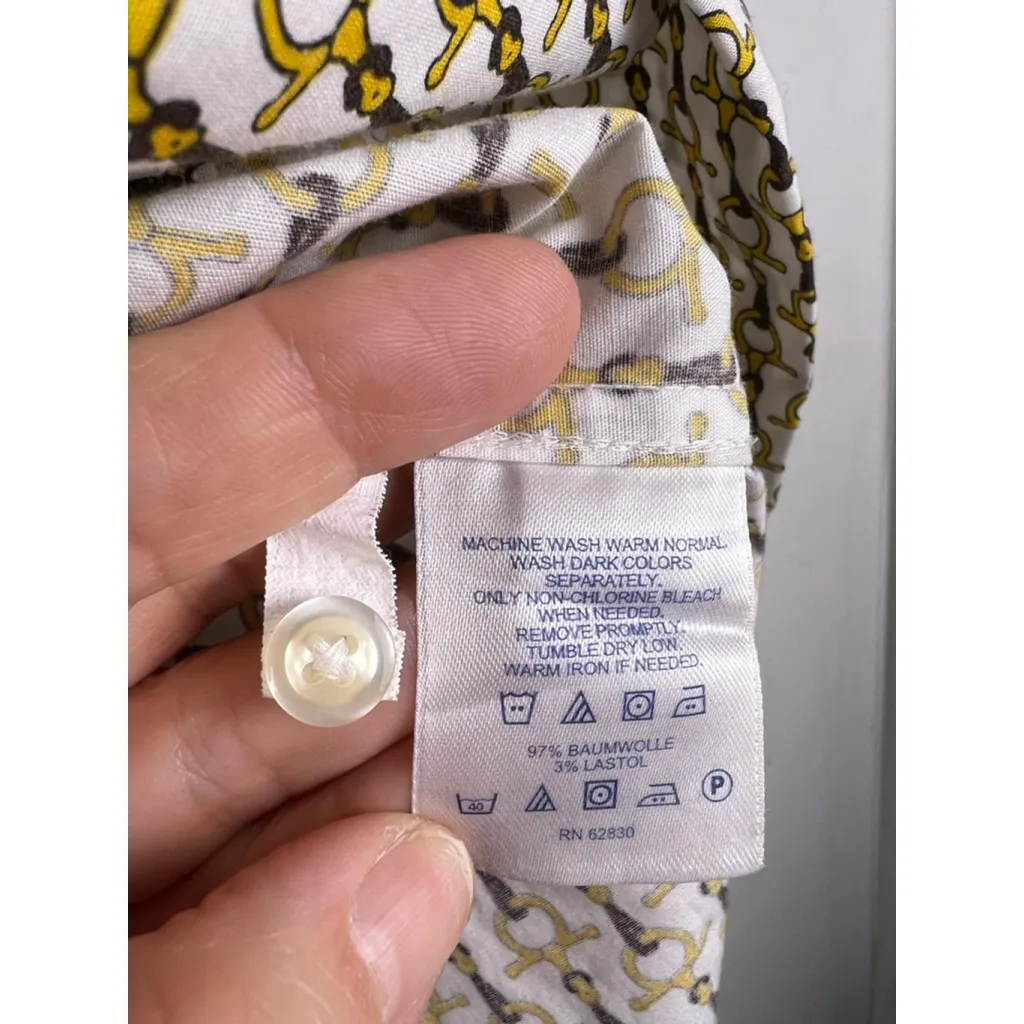 MACHINE WASH WARM NORMAL.
WASH DARK COLORS
SEPARATELY.
ONLY NON-CHLORINE BLEACH
WHEN NEEDED.
REMOVE PROMPTLY.
TUMBLE DRY LOW.
WARM IRON IF NEEDED.
97% BAUMWOLLE
3% LASTOL
40 P
RN 62830